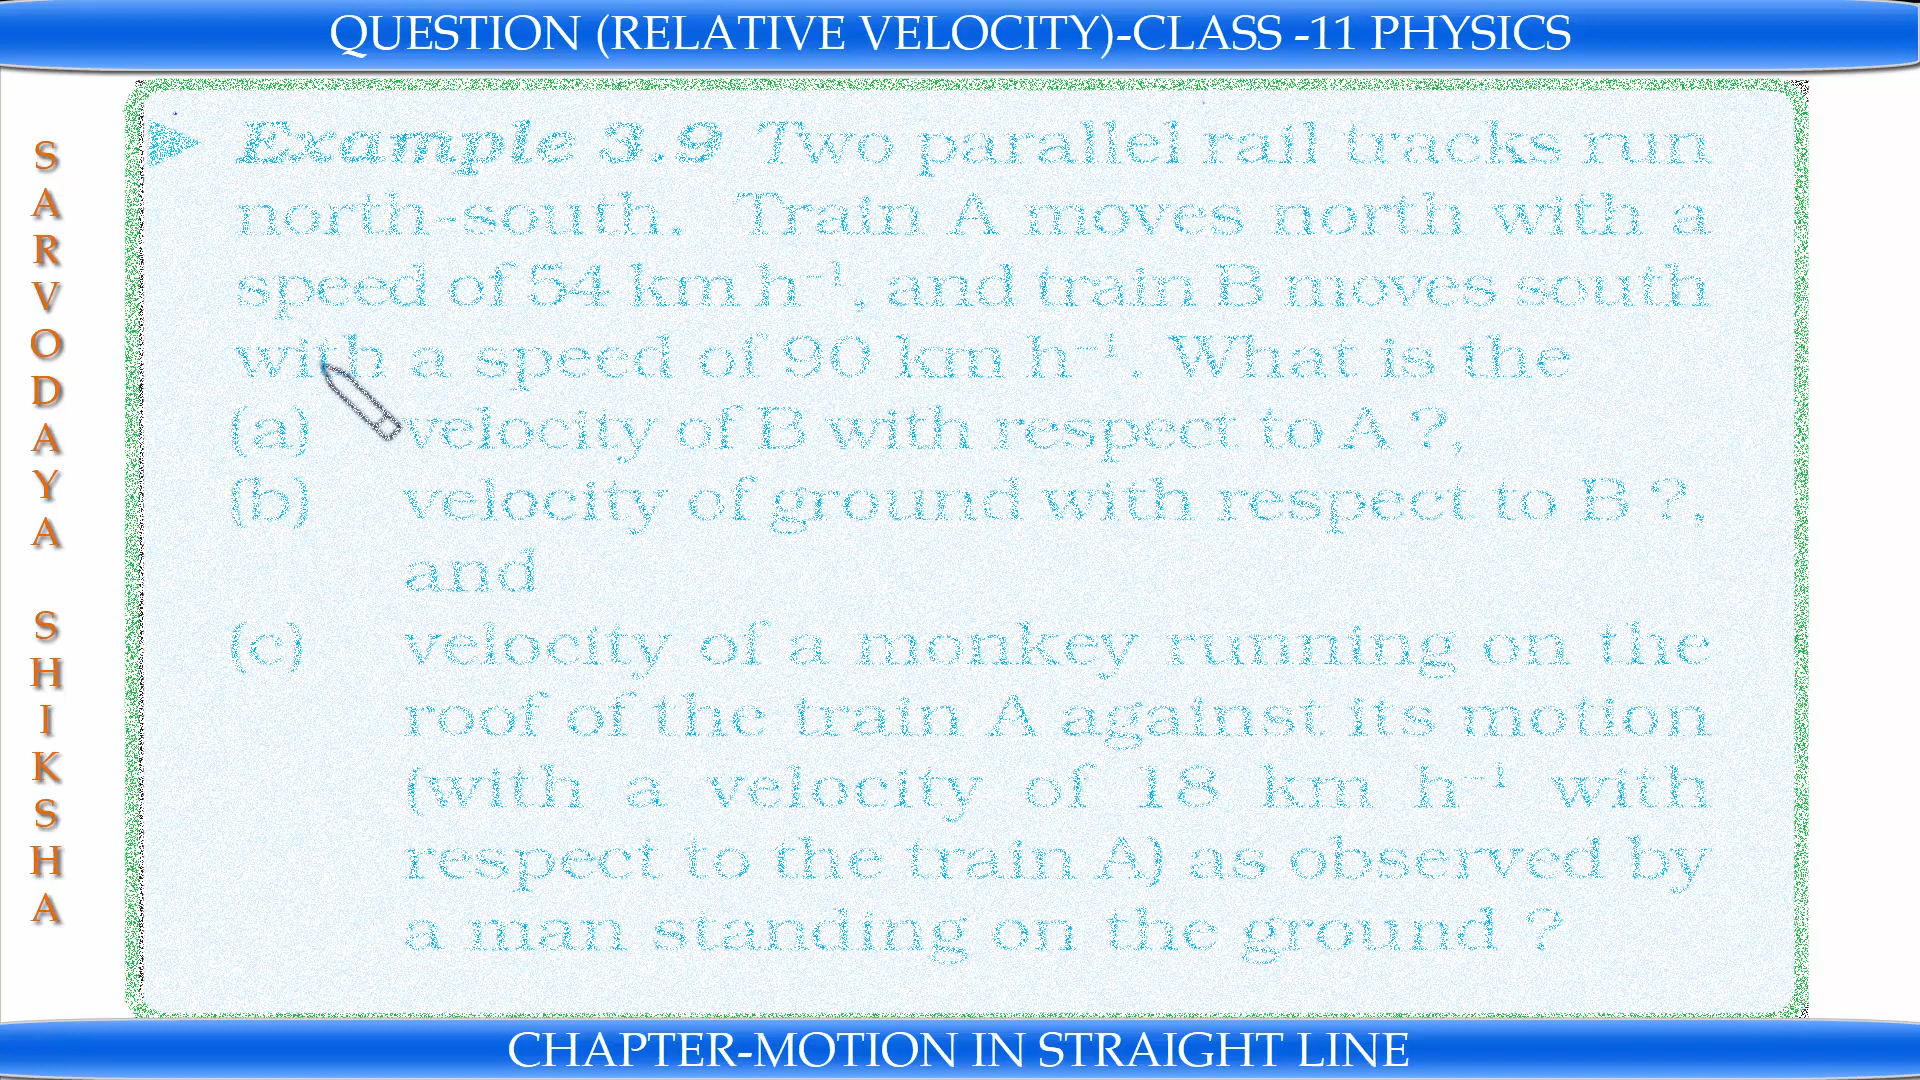 QUESTION (RELATIVE VELOCITY)-CLASS -11 PHYSICS
SARVODAYA SHIKSHA
Example 3.9 Two parallel rail tracks run
north-south. Train A moves north with a
speed of 54 km h⁻¹, and train B moves south
with a speed of 90 km h⁻¹. What is the
(a) velocity of B with respect to A ?,
(b) velocity of ground with respect to B ?,
and
(c) velocity of a monkey running on the
roof of the train A against its motion
(with a velocity of 18 km h⁻¹ with
respect to the train A) as observed by
a man standing on the ground ?
CHAPTER-MOTION IN STRAIGHT LINE